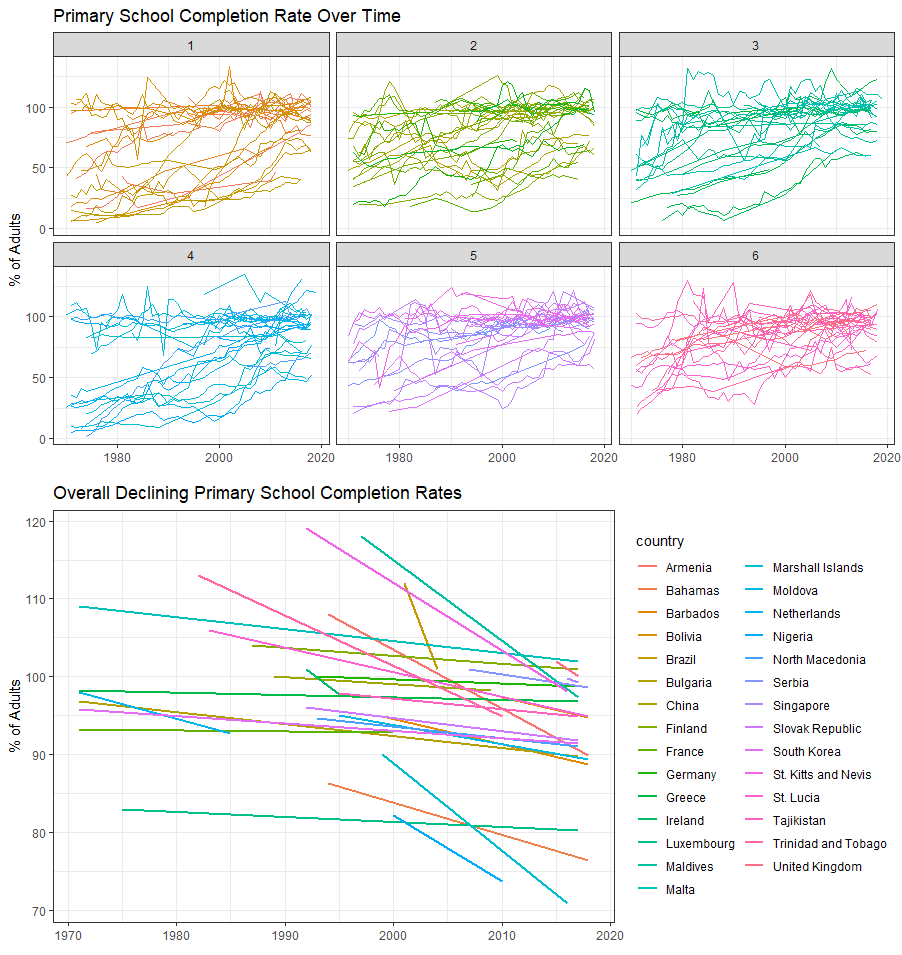 Primary School Completion Rate Over Time
1 2 3
100
50
0
4 5 6
100
50
0
% of Adults
1980 2000 2020 1980 2000 2020 1980 2000 2020
Overall Declining Primary School Completion Rates
120
110
100
90
80
70
% of Adults
1970 1980 1990 2000 2010 2020
country
Armenia
Bahamas
Barbados
Bolivia
Brazil
Bulgaria
China
Finland
France
Germany
Greece
Ireland
Luxembourg
Maldives
Malta
Marshall Islands
Moldova
Netherlands
Nigeria
North Macedonia
Serbia
Singapore
Slovak Republic
South Korea
St. Kitts and Nevis
St. Lucia
Tajikistan
Trinidad and Tobago
United Kingdom